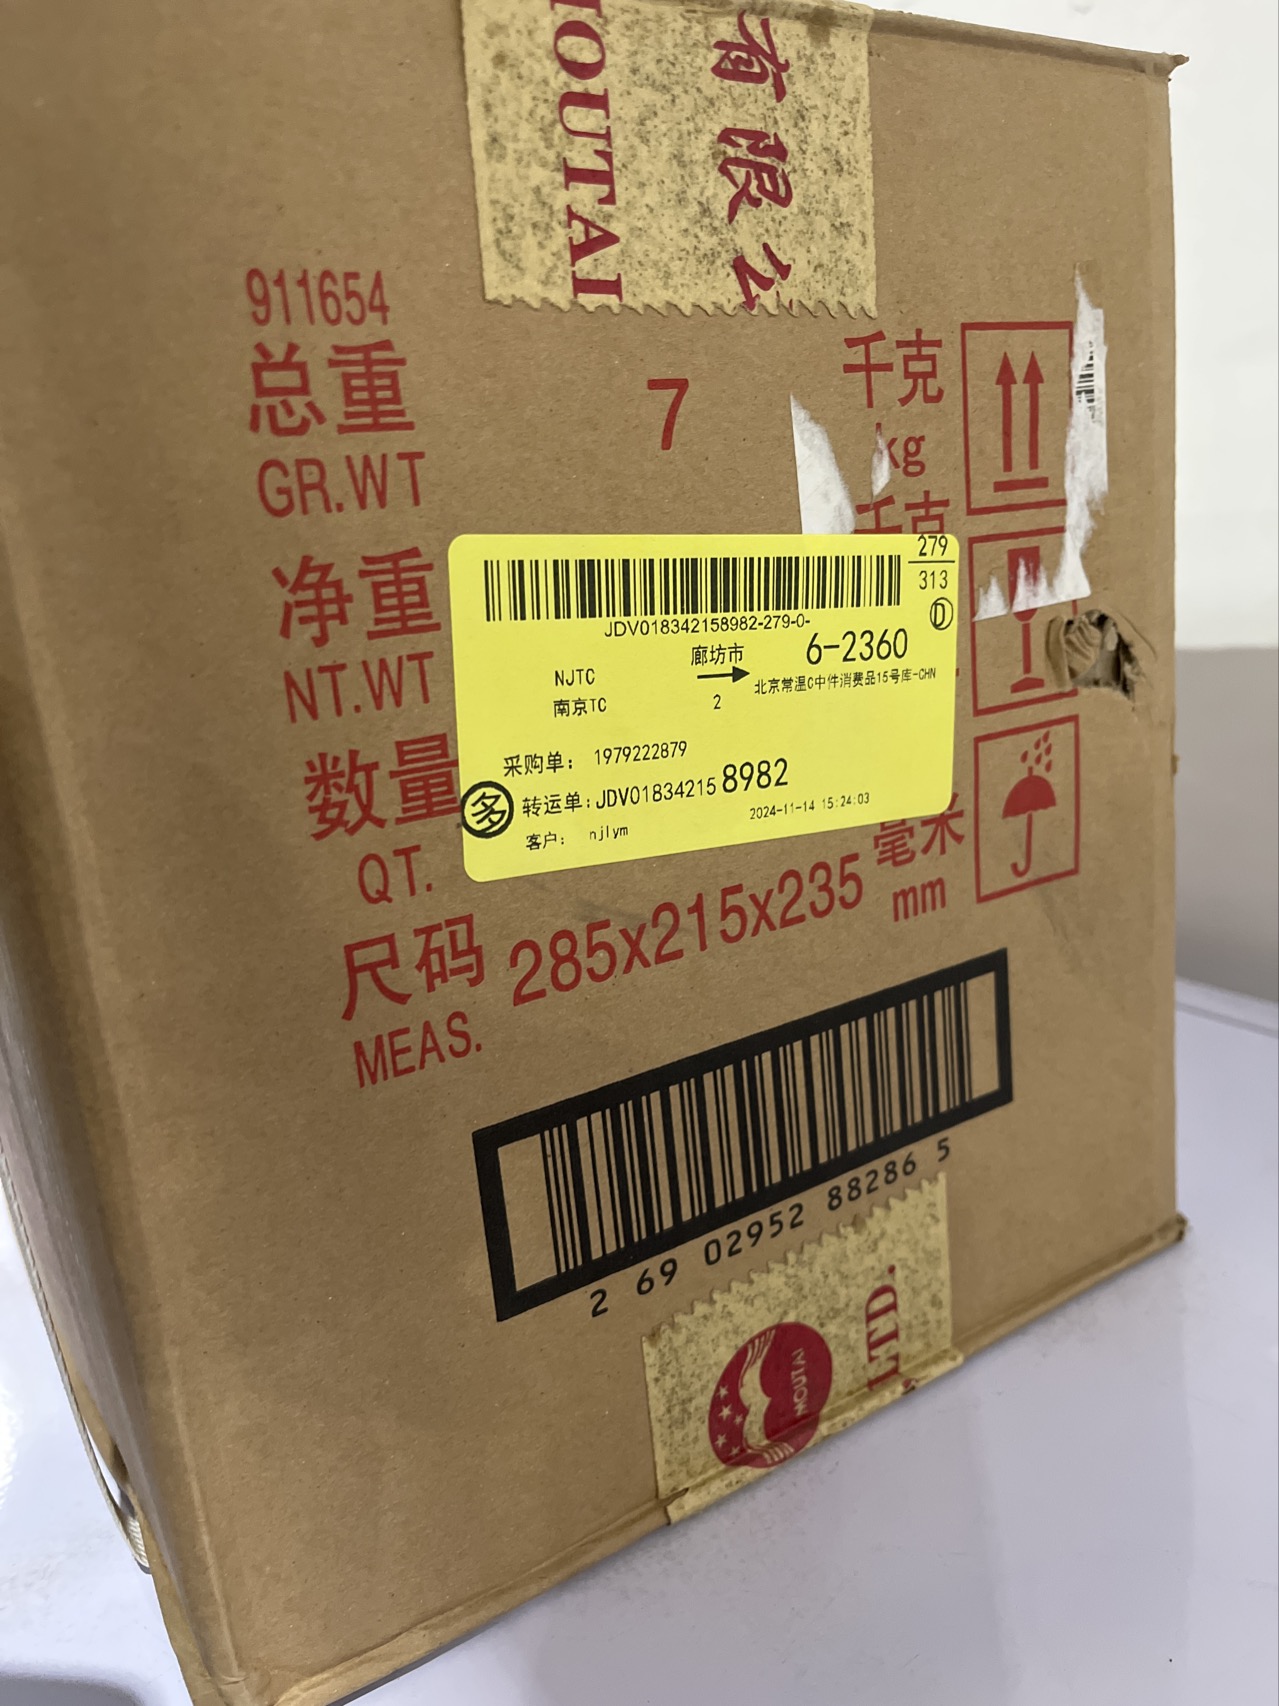 MOUTAI
有限公
911654
总重
GR.WT
7
千克
kg
净重
NT.WT
千克
数量
QT.
279
313
JDV018342158982-279-0-
D
NJTC
南京TC
廊坊市
2
6-2360
北京常温C中件消费品15号库-CHN
采购单: 1979222879
多
转运单:JDV018342158982
客户: njlym
2024-11-14 15:24:03
尺码
MEAS.
285x215x235
毫米
mm
2 69 02952 88286 5
MOUTAI
LTD.